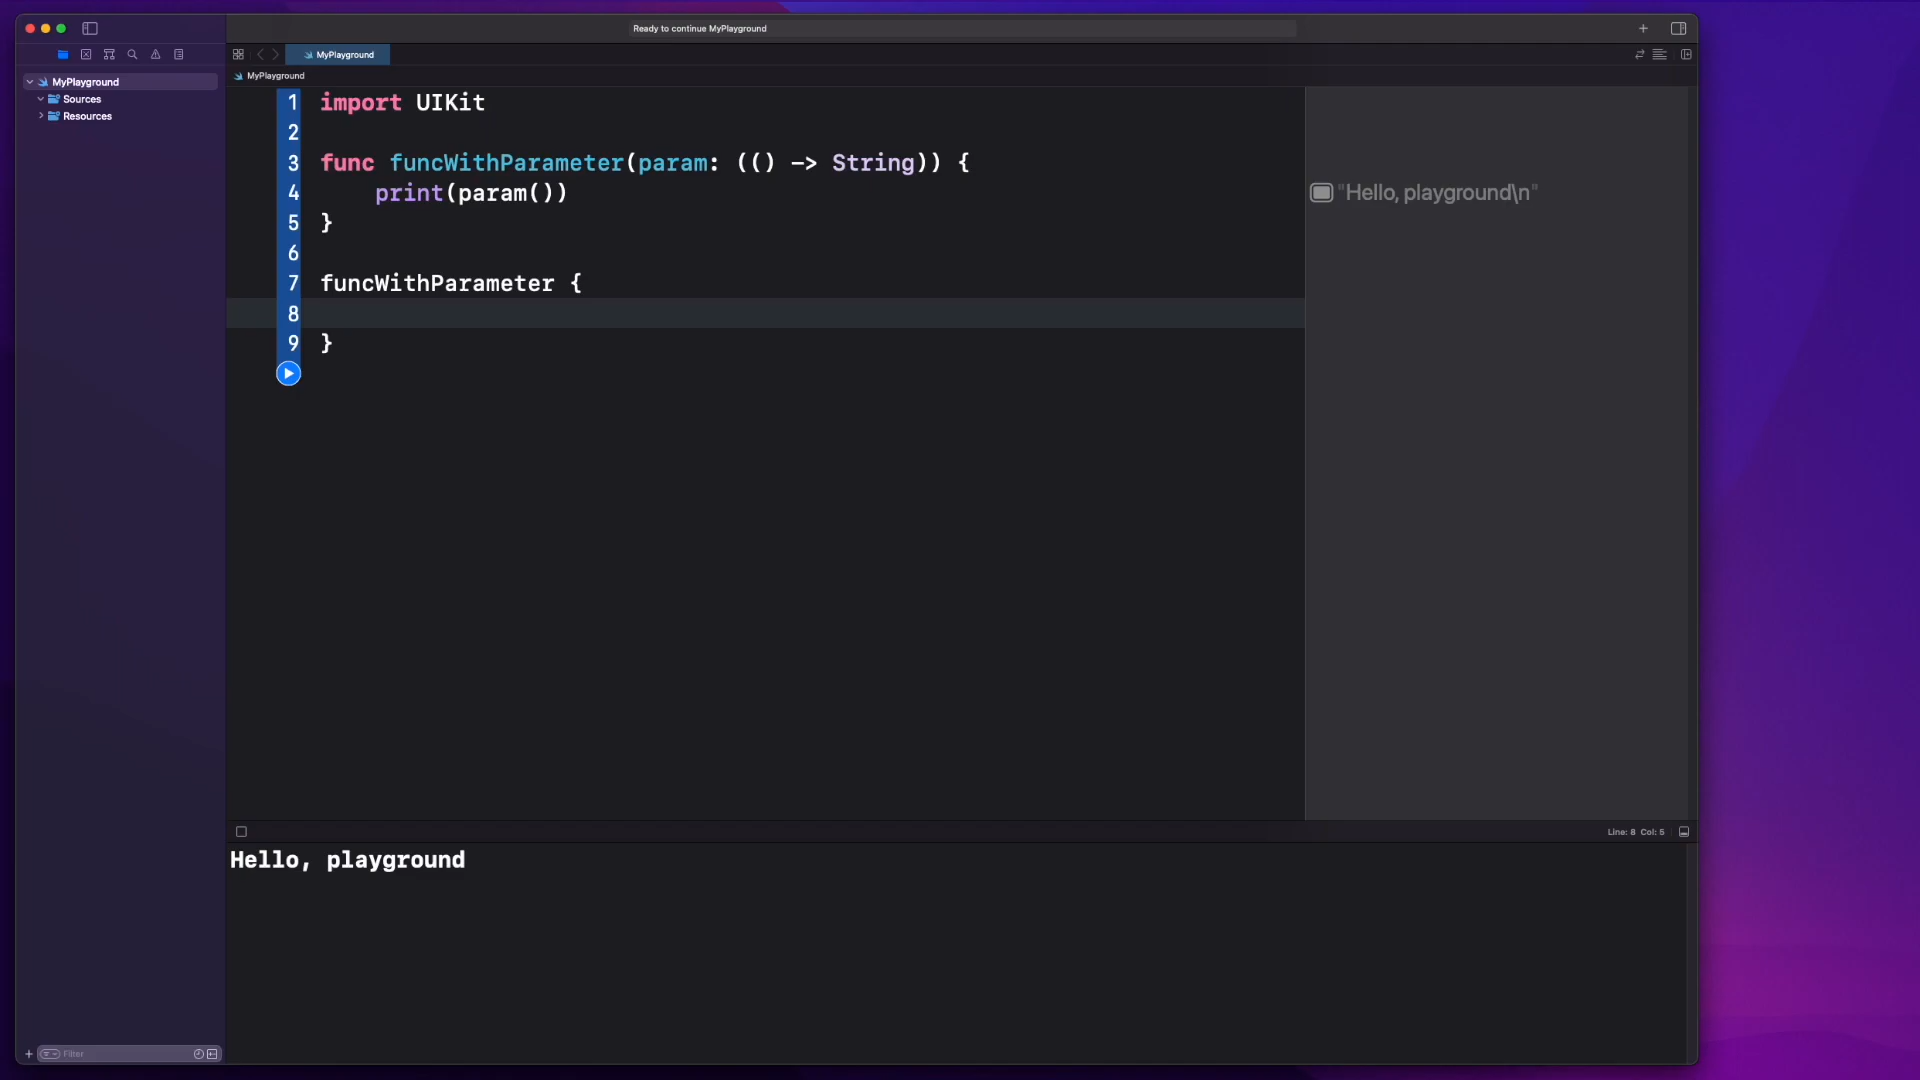 Ready to continue MyPlayground
MyPlayground
MyPlayground
MyPlayground
Sources
Resources
1 import UIKit
2
3 func funcWithParameter(param: (() -> String)) {
4 print(param())
5 }
6
7 funcWithParameter {
8
9 }
"Hello, playground\n"
Line: 8 Col: 5
Hello, playground
Filter